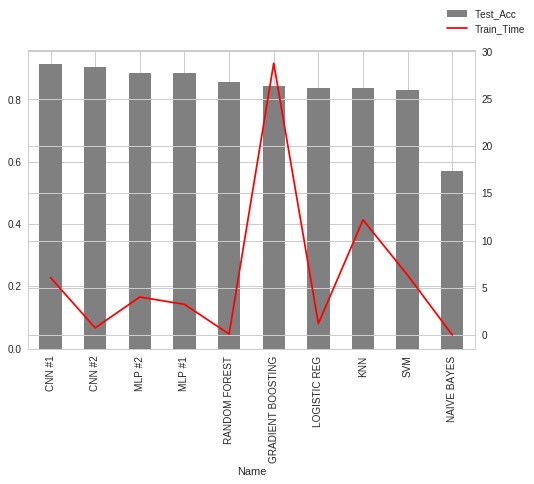 Test_Acc
Train_Time
30
25
20
15
10
5
0
0.8
0.6
0.4
0.2
0.0
CNN #1
CNN #2
MLP #2
MLP #1
RANDOM FOREST
GRADIENT BOOSTING
LOGISTIC REG
KNN
SVM
NAIVE BAYES
Name